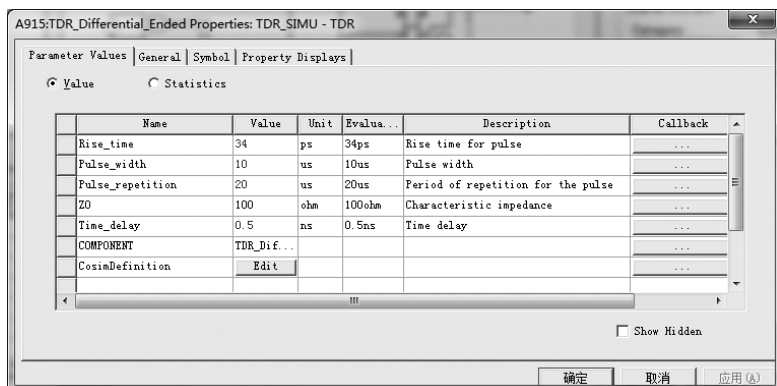 A915:TDR_Differential_Ended Properties: TDR_SIMU - TDR
Parameter Values General Symbol Property Displays
Value Statistics
Name Value Unit Evalua... Description Callback
Rise_time 34 ps 34ps Rise time for pulse ...
Pulse_width 10 us 10us Pulse width ...
Pulse_repetition 20 us 20us Period of repetition for the pulse ...
Z0 100 ohm 100ohm Characteristic impedance ...
Time_delay 0.5 ns 0.5ns Time delay ...
COMPONENT TDR_Dif... ...
CosimDefinition Edit ...
Show Hidden
确定 取消 应用(A)